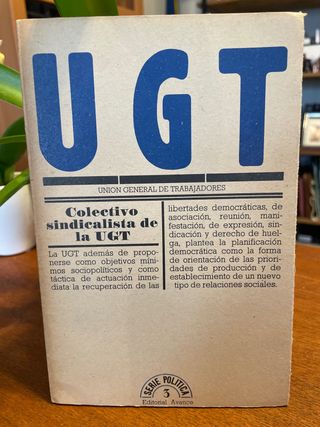 UGT
UNION GENERAL DE TRABAJADORES
Colectivo
sindicalista de
la UGT
La UGT además de propo-
nerse como objetivos míni-
mos sociopolíticos y como
táctica de actuación inme-
diata la recuperación de las
libertades democráticas, de
asociación, reunión, mani-
festación, de expresión, sin-
dicación y derecho de huel-
ga, plantea la planificación
democrática como la forma
de orientación de las priori-
dades de producción y de
establecimiento de un nuevo
tipo de relaciones sociales.
SERIE POLITICA
3
Editorial Avance